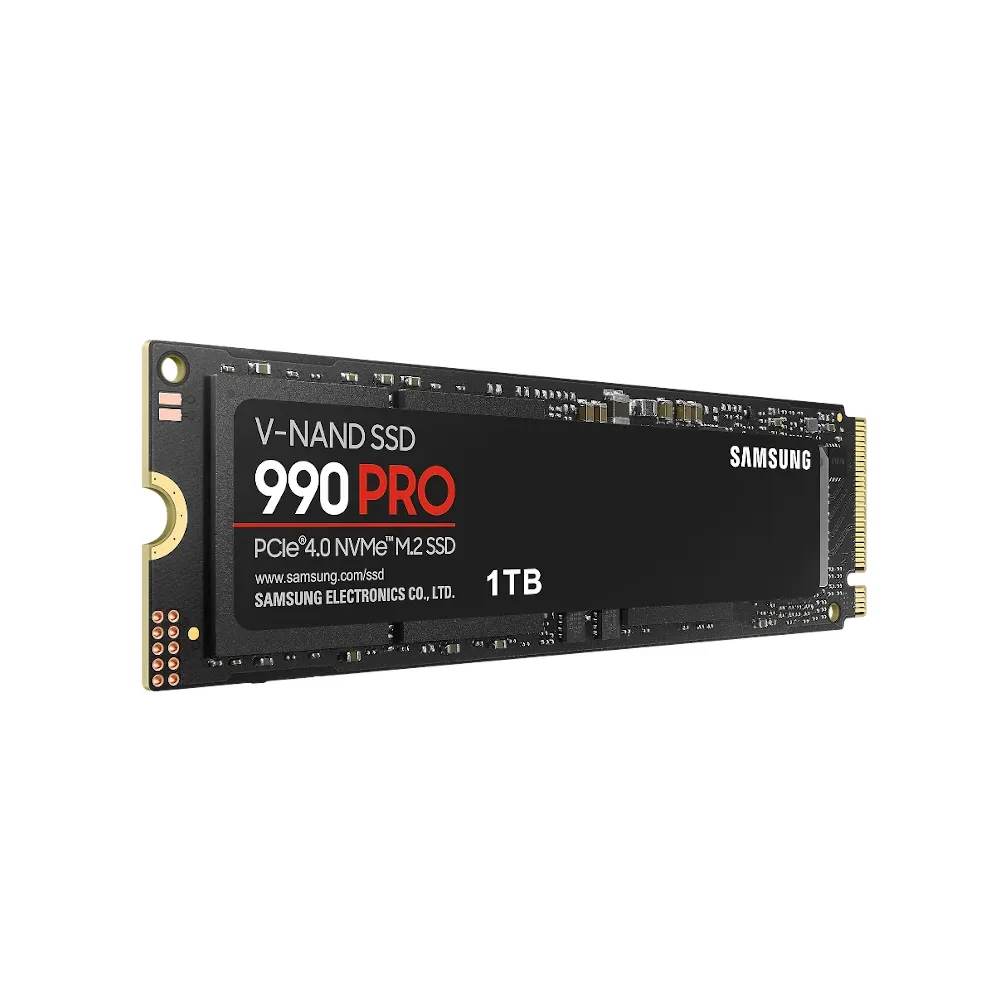 V-NAND SSD
990 PRO
PCIe®4.0 NVMe™ M.2 SSD
www.samsung.com/ssd
SAMSUNG ELECTRONICS CO., LTD.
1TB
SAMSUNG